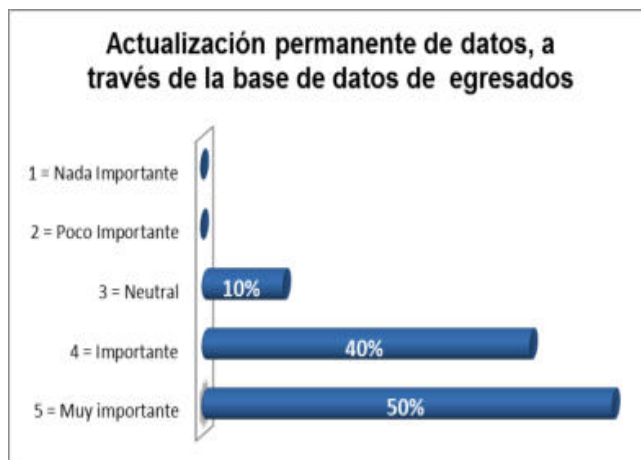 Actualización permanente de datos, a
través de la base de datos de egresados
1 = Nada Importante
2 = Poco Importante
3 = Neutral
10%
4 = Importante
40%
5 = Muy importante
50%